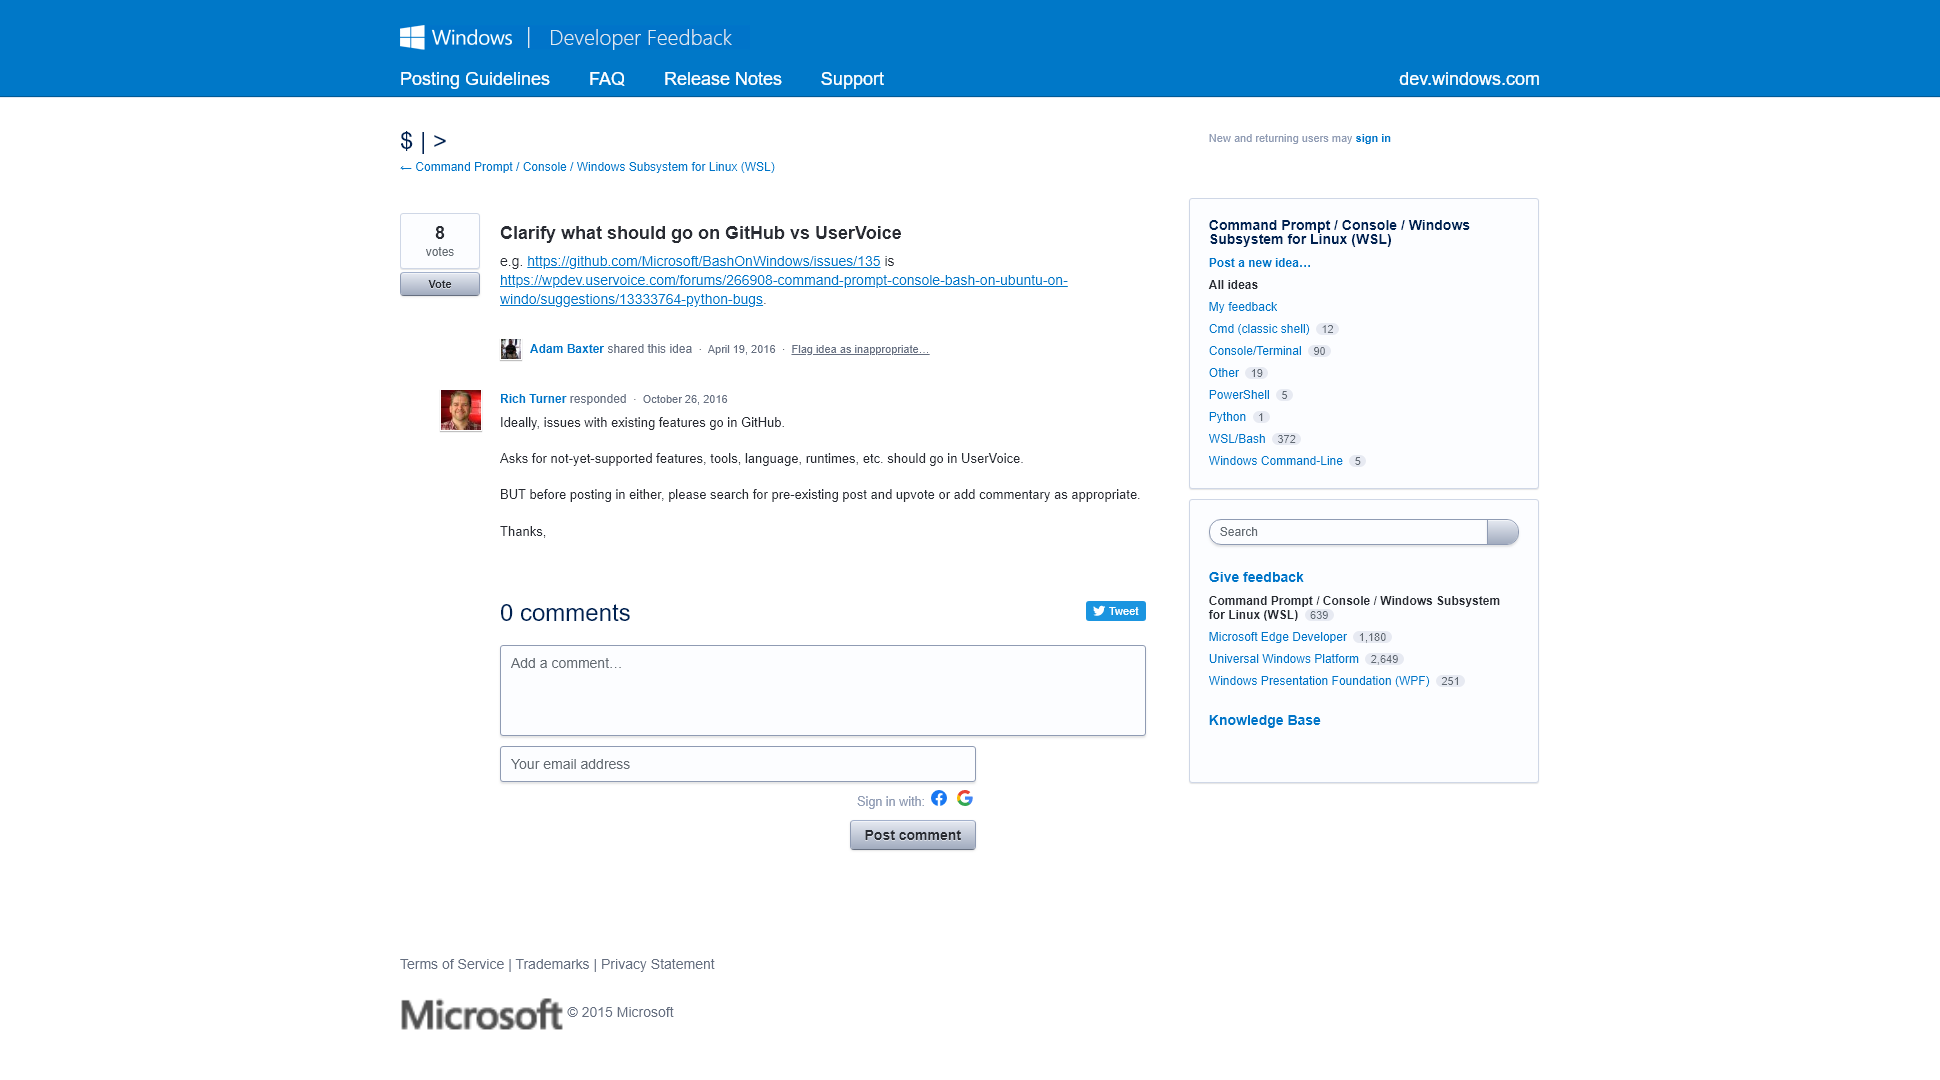 Windows | Developer Feedback
Posting Guidelines FAQ Release Notes Support dev.windows.com
$ | >
New and returning users may sign in
← Command Prompt / Console / Windows Subsystem for Linux (WSL)
8
votes
Vote
Clarify what should go on GitHub vs UserVoice
e.g. https://github.com/Microsoft/BashOnWindows/issues/135 is
https://wpdev.uservoice.com/forums/266908-command-prompt-console-bash-on-ubuntu-on-
windo/suggestions/13333764-python-bugs.
Adam Baxter shared this idea · April 19, 2016 · Flag idea as inappropriate…
Rich Turner responded · October 26, 2016
Ideally, issues with existing features go in GitHub.
Asks for not-yet-supported features, tools, language, runtimes, etc. should go in UserVoice.
BUT before posting in either, please search for pre-existing post and upvote or add commentary as appropriate.
Thanks,
0 comments
Tweet
Add a comment…
Your email address
Sign in with:
Post comment
Command Prompt / Console / Windows
Subsystem for Linux (WSL)
Post a new idea…
All ideas
My feedback
Cmd (classic shell) 12
Console/Terminal 90
Other 19
PowerShell 5
Python 1
WSL/Bash 372
Windows Command-Line 5
Search
Give feedback
Command Prompt / Console / Windows Subsystem
for Linux (WSL) 639
Microsoft Edge Developer 1,180
Universal Windows Platform 2,649
Windows Presentation Foundation (WPF) 251
Knowledge Base
Terms of Service | Trademarks | Privacy Statement
Microsoft © 2015 Microsoft